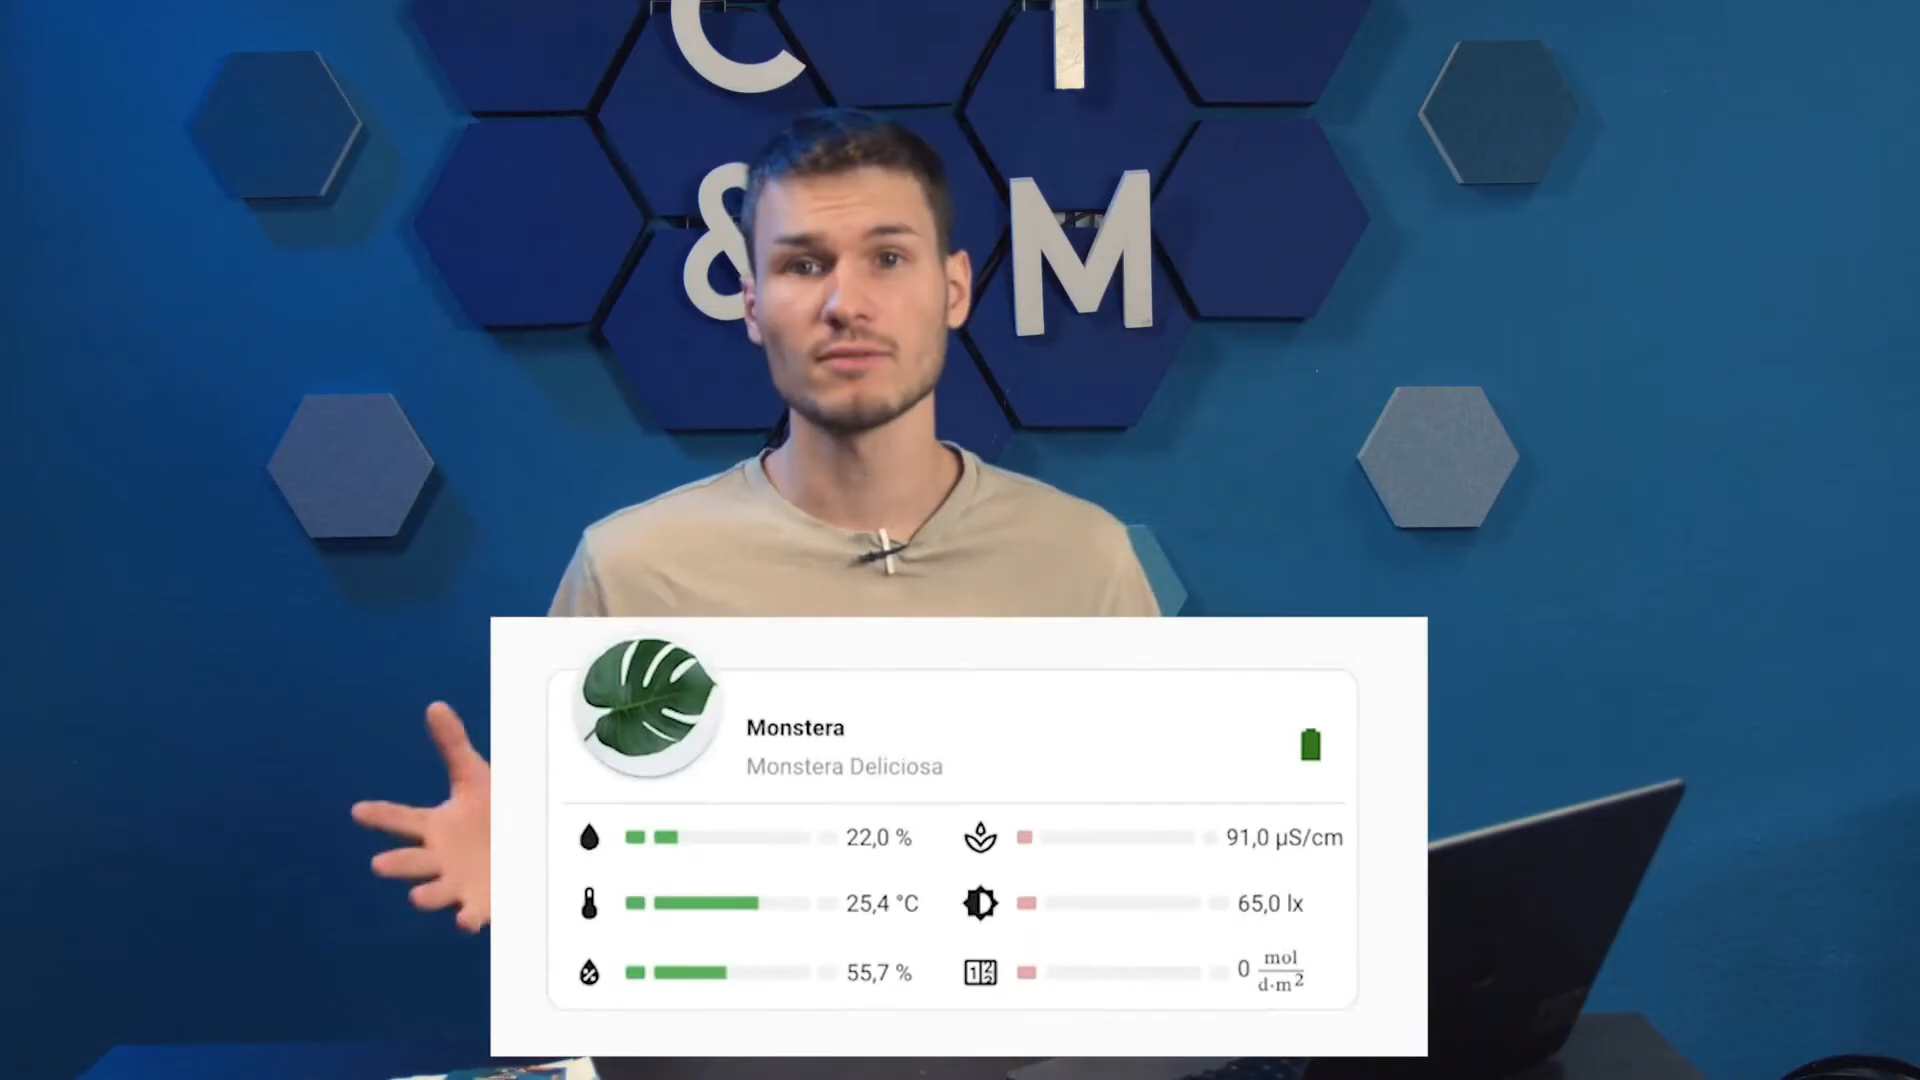 C T
& M
Monstera
Monstera Deliciosa
22,0 %
91,0 µS/cm
25,4 °C
65,0 lx
55,7 %
0 mol/d·m²